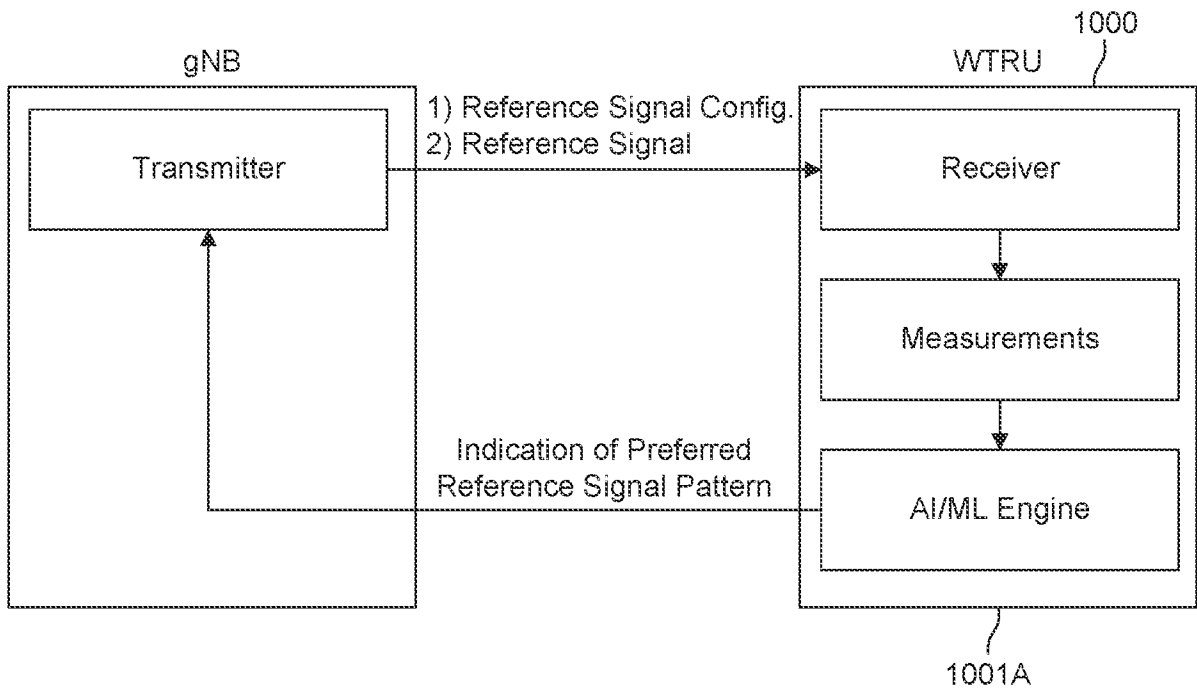 1000
gNB
WTRU
1) Reference Signal Config.
2) Reference Signal
Transmitter
Receiver
Measurements
Indication of Preferred
Reference Signal Pattern
AI/ML Engine
1001A